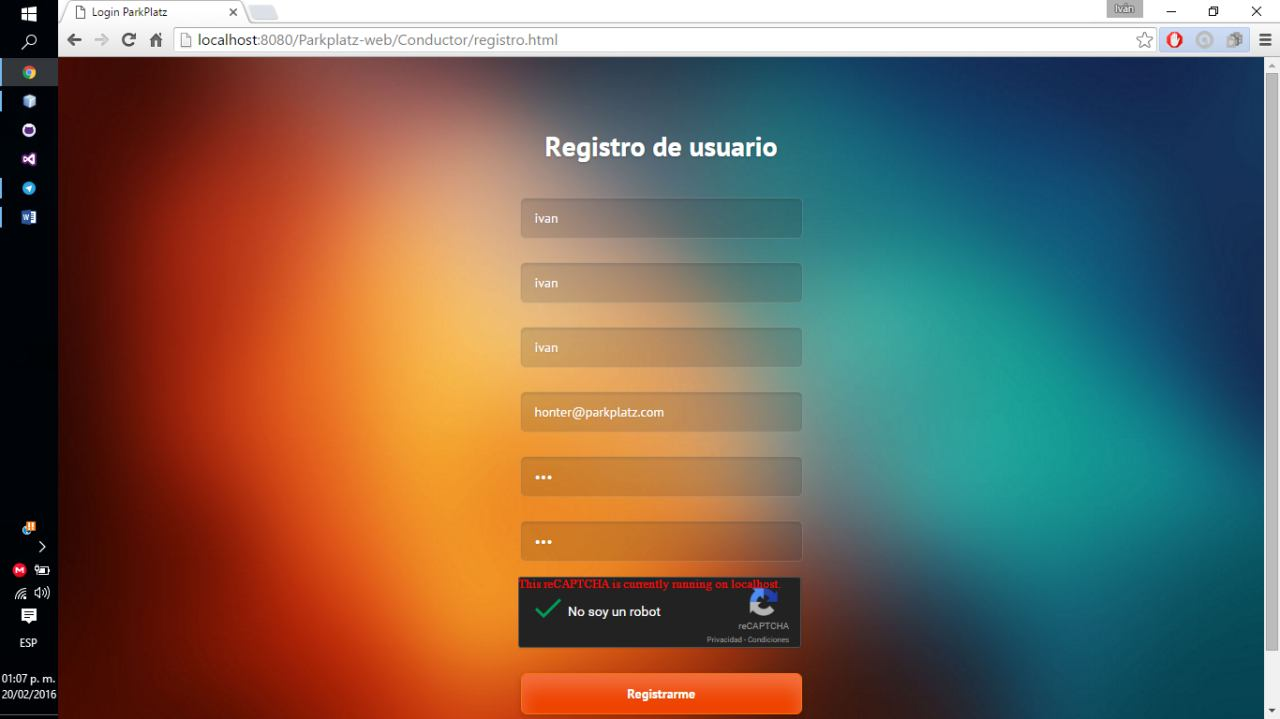 Login ParkPlatz
Iván
localhost:8080/Parkplatz-web/Conductor/registro.html
Registro de usuario
ivan
ivan
ivan
honter@parkplatz.com
•••
•••
This reCAPTCHA is currently running on localhost.
No soy un robot
reCAPTCHA
Privacidad - Condiciones
Registrarme
ESP
01:07 p. m.
20/02/2016